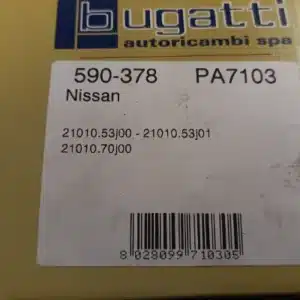 bugatti
autoricambi spa
590-378 PA7103
Nissan
21010.53j00 - 21010.53j01
21010.70j00
8 028099 710305